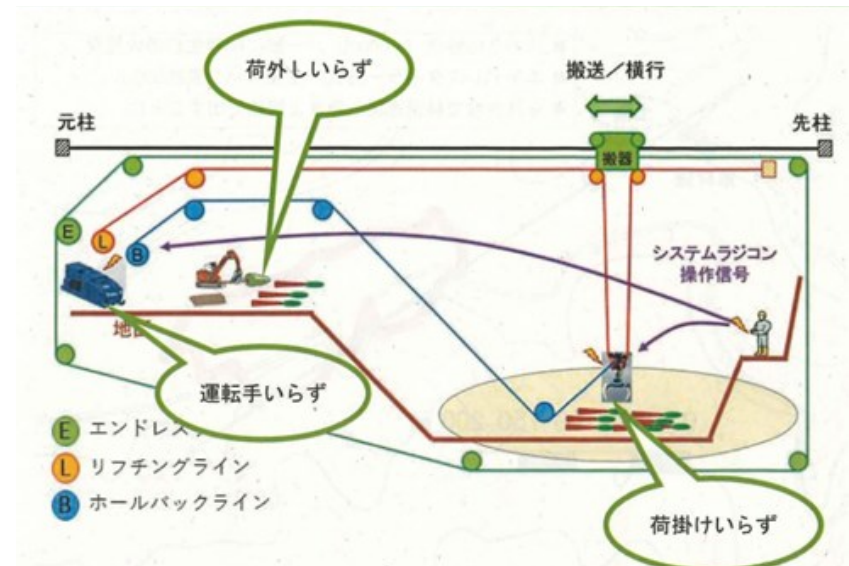 荷外しいらず
搬送／横行
元柱
先柱
搬器
E
L
B
システムラジコン
操作信号
運転手いらず
E エンドレス
L リフチングライン
B ホールバックライン
荷掛けいらず